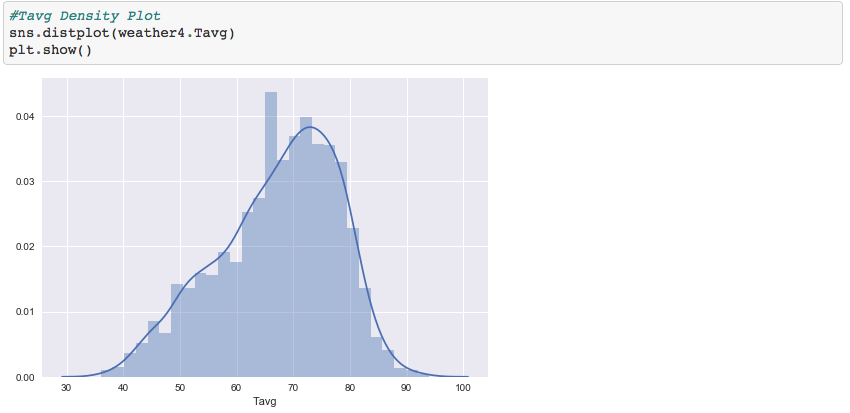 #Tavg Density Plot
sns.distplot(weather4.Tavg)
plt.show()
0.04
0.03
0.02
0.01
0.00
30 40 50 60 70 80 90 100
Tavg